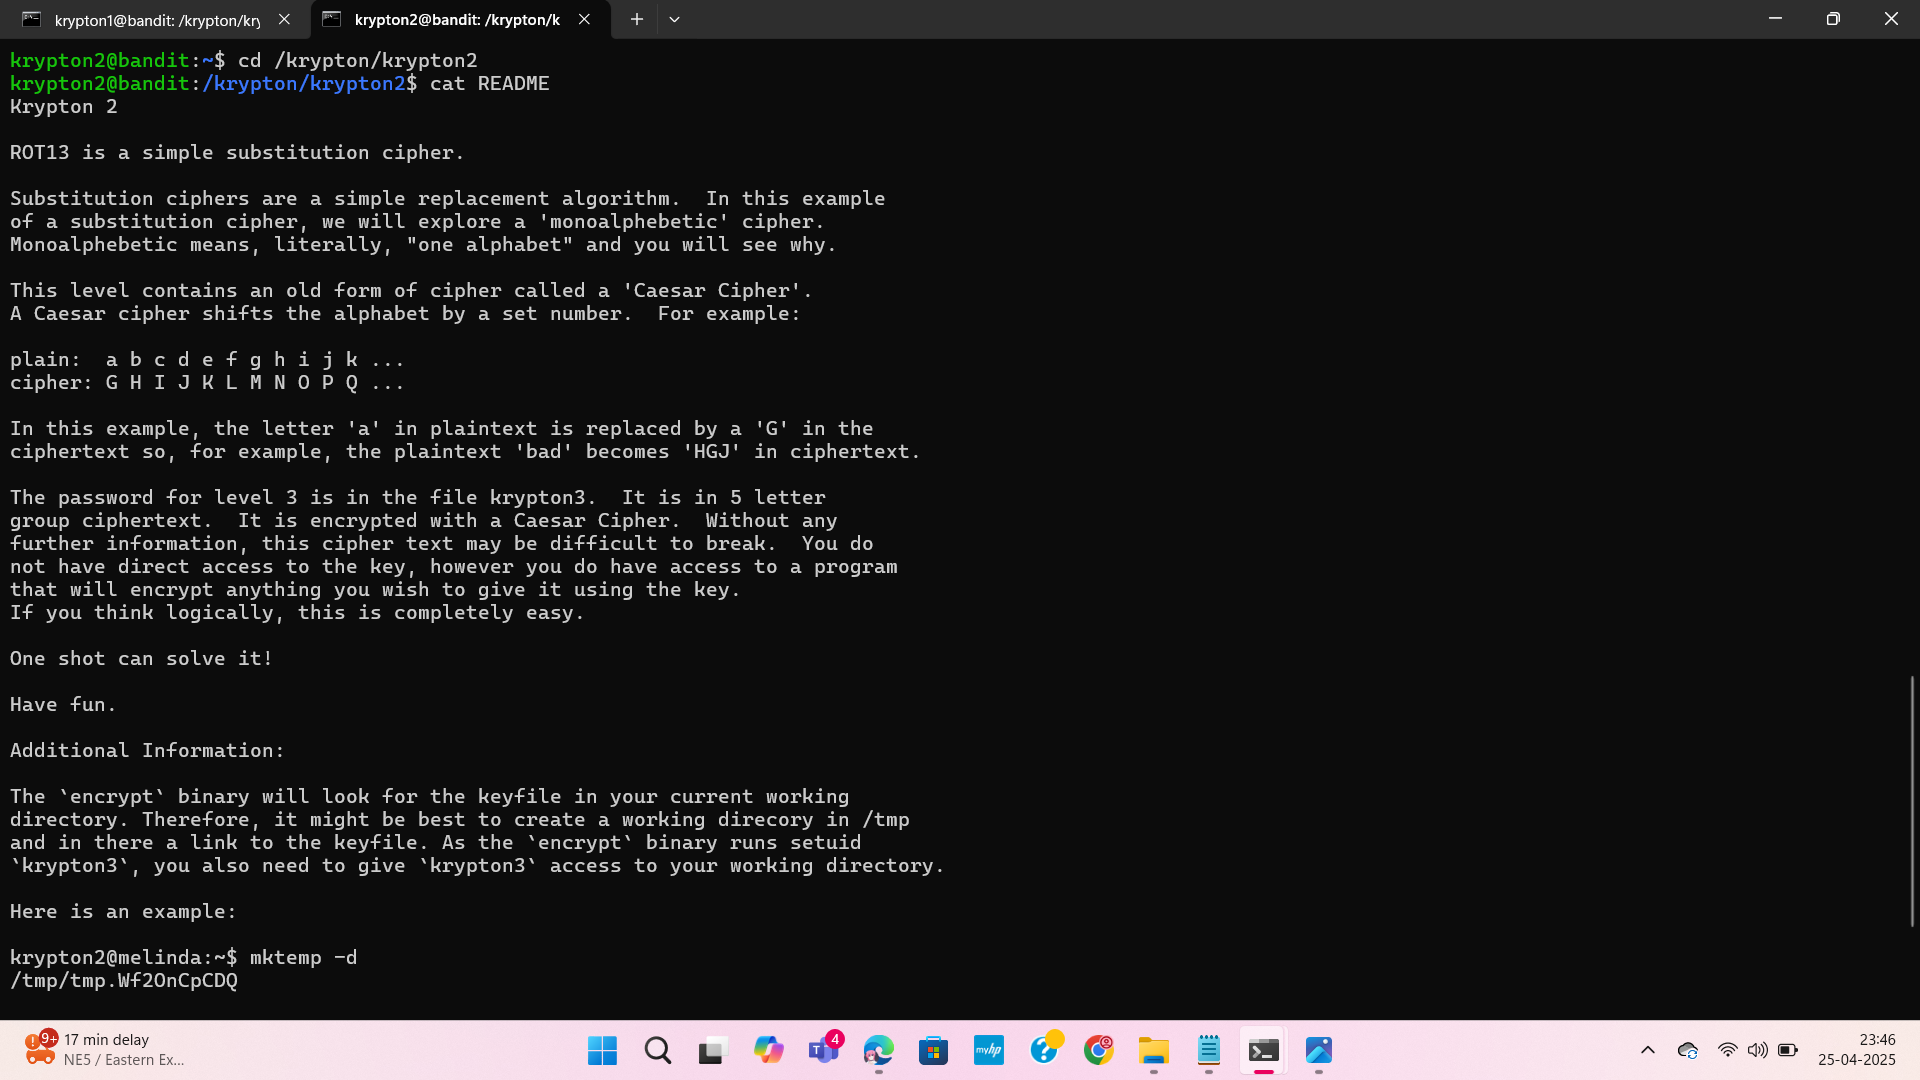 krypton1@bandit: /krypton/kry
krypton2@bandit: /krypton/k
krypton2@bandit:~$ cd /krypton/krypton2
krypton2@bandit:/krypton/krypton2$ cat README
Krypton 2
ROT13 is a simple substitution cipher.
Substitution ciphers are a simple replacement algorithm.  In this example
of a substitution cipher, we will explore a 'monoalphebetic' cipher.
Monoalphebetic means, literally, "one alphabet" and you will see why.
This level contains an old form of cipher called a 'Caesar Cipher'.
A Caesar cipher shifts the alphabet by a set number.  For example:
plain:  a b c d e f g h i j k ...
cipher: G H I J K L M N O P Q ...
In this example, the letter 'a' in plaintext is replaced by a 'G' in the
ciphertext so, for example, the plaintext 'bad' becomes 'HGJ' in ciphertext.
The password for level 3 is in the file krypton3.  It is in 5 letter
group ciphertext.  It is encrypted with a Caesar Cipher.  Without any
further information, this cipher text may be difficult to break.  You do
not have direct access to the key, however you do have access to a program
that will encrypt anything you wish to give it using the key.
If you think logically, this is completely easy.
One shot can solve it!
Have fun.
Additional Information:
The `encrypt` binary will look for the keyfile in your current working
directory. Therefore, it might be best to create a working direcory in /tmp
and in there a link to the keyfile. As the `encrypt` binary runs setuid
`krypton3`, you also need to give `krypton3` access to your working directory.
Here is an example:
krypton2@melinda:~$ mktemp -d
/tmp/tmp.Wf2OnCpCDQ
9+
17 min delay
NE5 / Eastern Ex...
4
myhp
23:46
25-04-2025